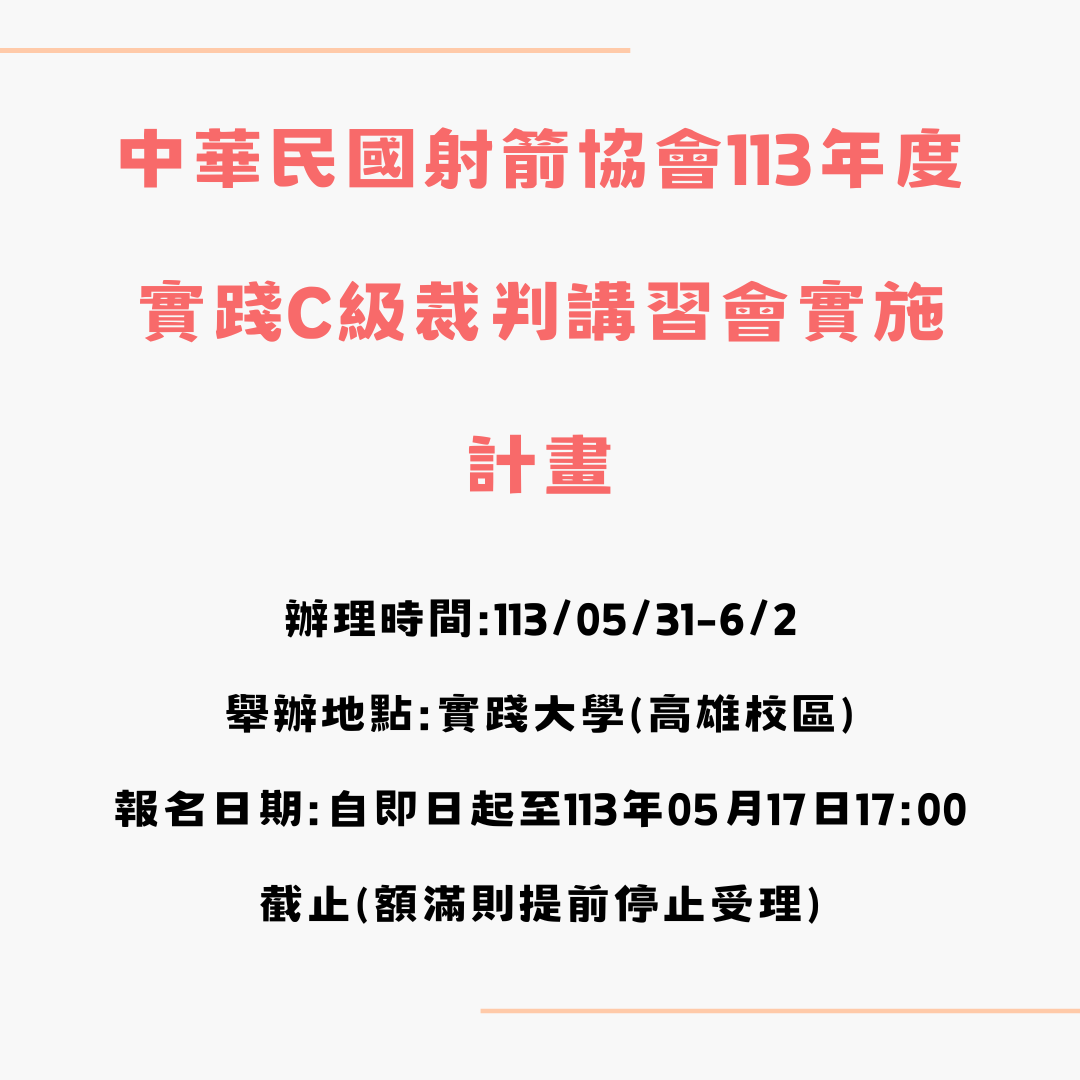 中華民國射箭協會113年度
實踐C級裁判講習會實施
計畫
辦理時間:113/05/31-6/2
舉辦地點:實踐大學(高雄校區)
報名日期:自即日起至113年05月17日17:00
截止(額滿則提前停止受理)